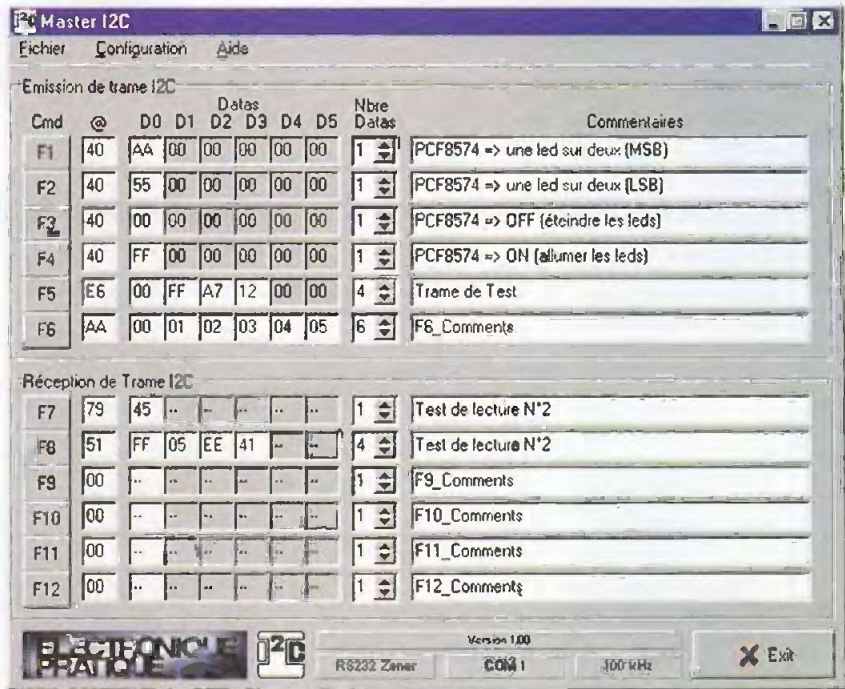 I2C Master I2C
Fichier Configuration Aide
Emission de trame I2C
Cmd @ Datas Nbre Datas Commentaires
D0 D1 D2 D3 D4 D5
F1 40 AA 00 00 00 00 00 1 PCF8574 => une led sur deux (MSB)
F2 40 55 00 00 00 00 00 1 PCF8574 => une led sur deux (LSB)
F3 40 00 00 00 00 00 00 1 PCF8574 => OFF (éteindre les leds)
F4 40 FF 00 00 00 00 00 1 PCF8574 => ON (allumer les leds)
F5 E6 00 FF A7 12 00 00 4 Trame de Test
F6 AA 00 01 02 03 04 05 6 F6_Comments
Réception de Trame I2C
F7 79 45 -- -- -- -- -- 1 Test de lecture N°2
F8 51 FF 05 EE 41 -- -- 4 Test de lecture N°2
F9 00 -- -- -- -- -- -- 1 F9_Comments
F10 00 -- -- -- -- -- -- 1 F10_Comments
F11 00 -- -- -- -- -- -- 1 F11_Comments
F12 00 -- -- -- -- -- -- 1 F12_Comments
ELECTRONIQUE PRATIQUE I2C
Version 1.00
RS232 Zener COM 1 100 kHz
Exit